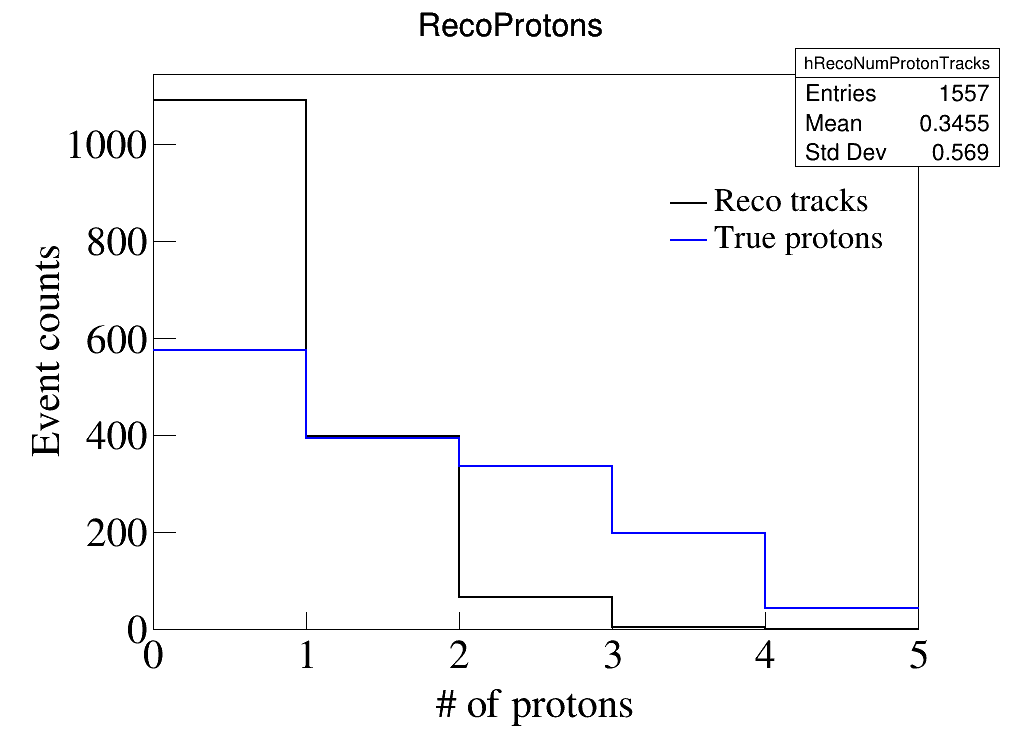 RecoProtons
hRecoNumProtonTracks
Entries 1557
Mean 0.3455
Std Dev 0.569
Reco tracks
True protons
Event counts
1000
800
600
400
200
0
0 1 2 3 4 5
# of protons